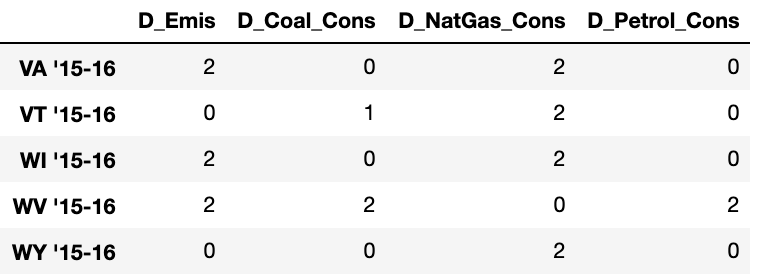 D_Emis D_Coal_Cons D_NatGas_Cons D_Petrol_Cons
VA '15-16 2 0 2 0
VT '15-16 0 1 2 0
WI '15-16 2 0 2 0
WV '15-16 2 2 0 2
WY '15-16 0 0 2 0